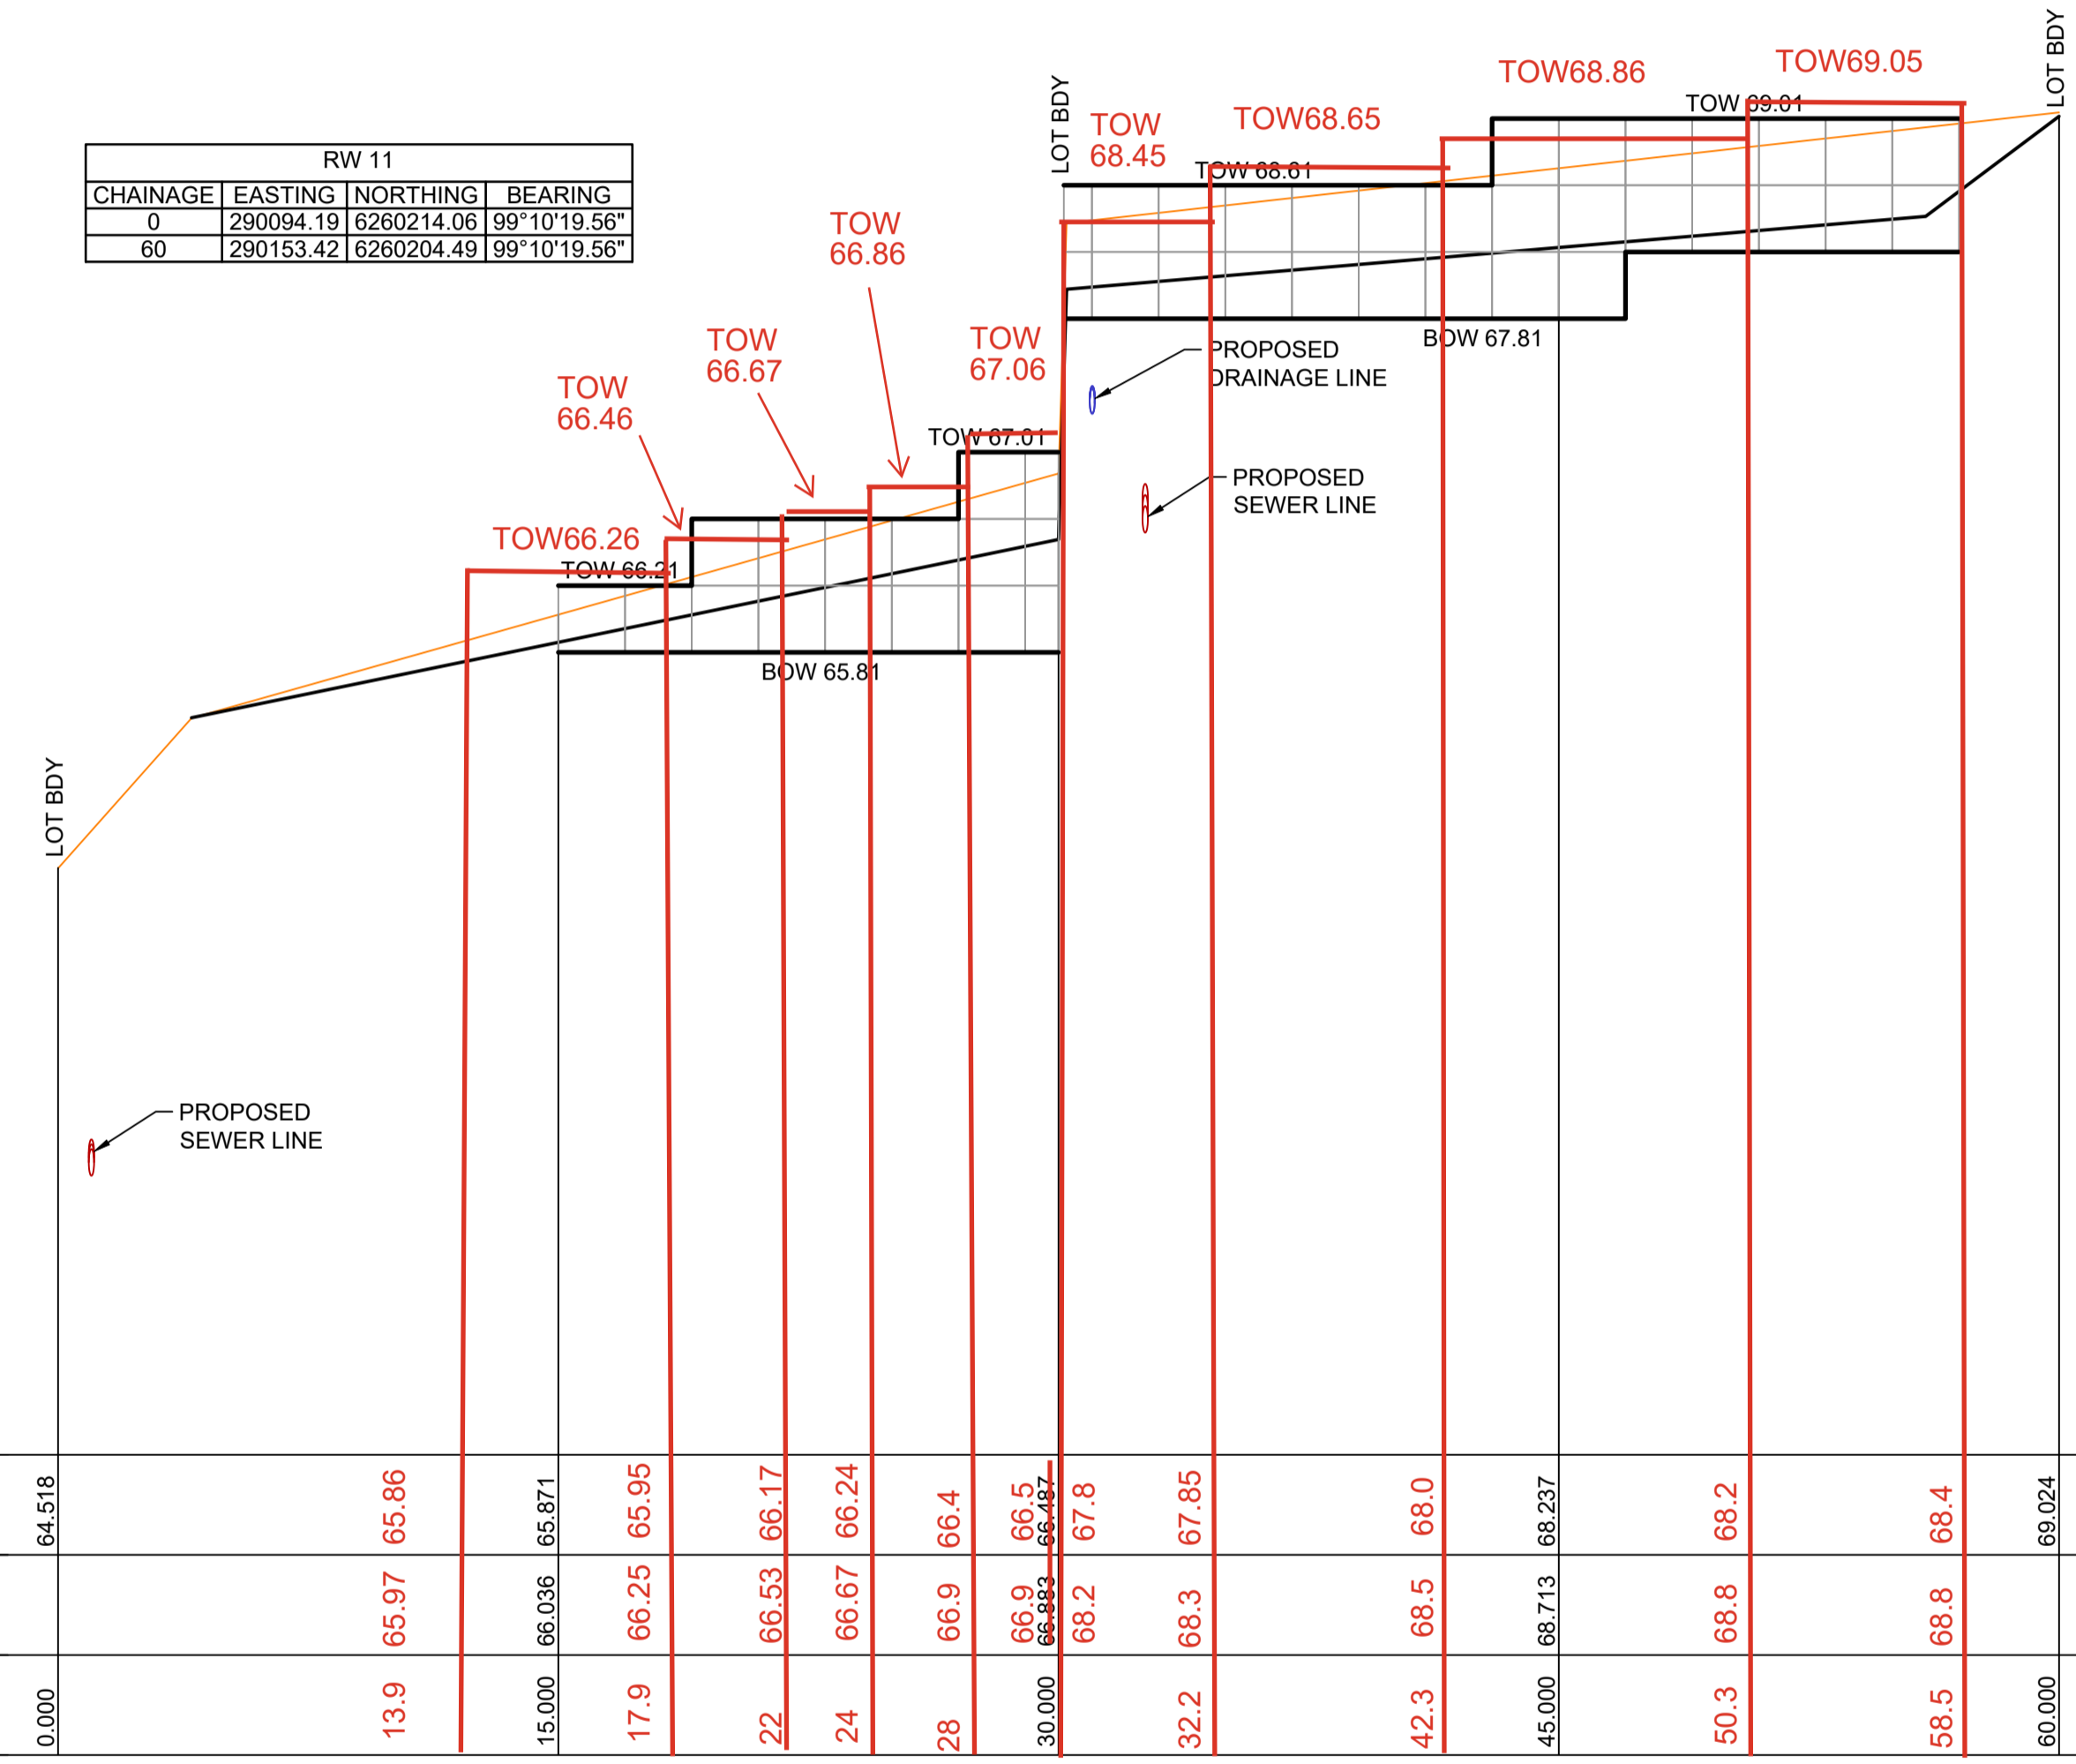 LOT BDY
TOW69.05
TOW68.86
TOW 69.01
LOT BDY
TOW
68.45
TOW68.65
TOW 68.61
RW 11
CHAINAGE EASTING NORTHING BEARING
0 290094.19 6260214.06 99°10'19.56"
60 290153.42 6260204.49 99°10'19.56"
TOW
66.86
TOW
66.67
TOW
67.06
BOW 67.81
PROPOSED
DRAINAGE LINE
TOW
66.46
TOW 67.01
PROPOSED
SEWER LINE
TOW66.26
TOW 66.21
BOW 65.81
LOT BDY
PROPOSED
SEWER LINE
64.518 65.86 65.871 65.95 66.17 66.24 66.4 66.5 66.487 67.8 67.85 68.0 68.237 68.2 68.4 69.024
65.97 66.036 66.25 66.53 66.67 66.9 66.9 66.883 68.2 68.3 68.5 68.713 68.8 68.8
0.000 13.9 15.000 17.9 22 24 28 30.000 32.2 42.3 45.000 50.3 58.5 60.000